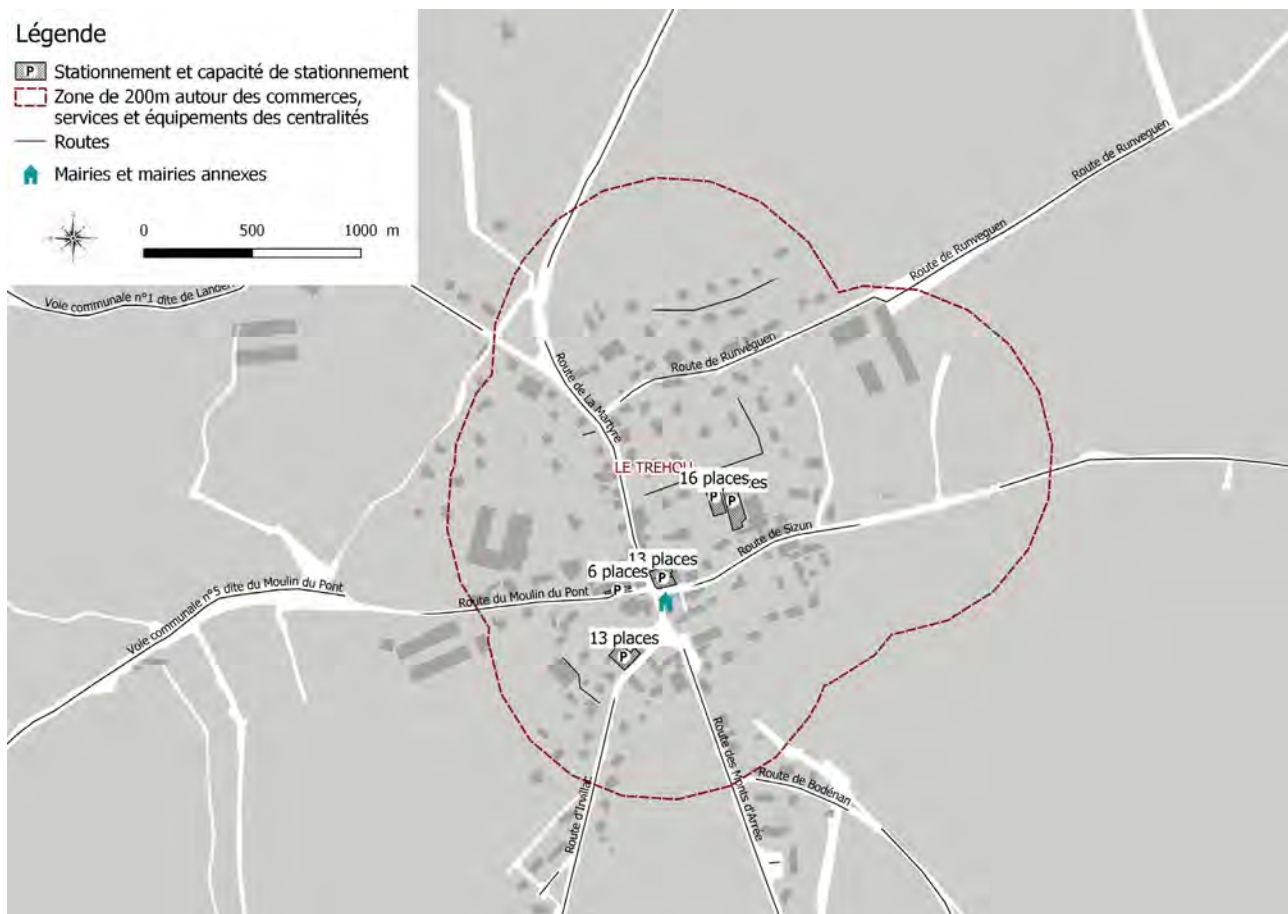 Légende
P Stationnement et capacité de stationnement
Zone de 200m autour des commerces,
services et équipements des centralités
Routes
Mairies et mairies annexes
0 500 1000 m
Route de Runveguen
Route de Runveguen
Voie communale n°1 dite de
Route de Runvéguen
Route de La Martyre
LE TRÉHOU
16 places
P P
Route de Sizun
13 places
P
6 places
P
Route du Moulin du Pont
Voie communale n°5 dite du Moulin du Pont
13 places
P
Route des Monts d'Arrée
Route de Bodénan
Route d'Irvillac